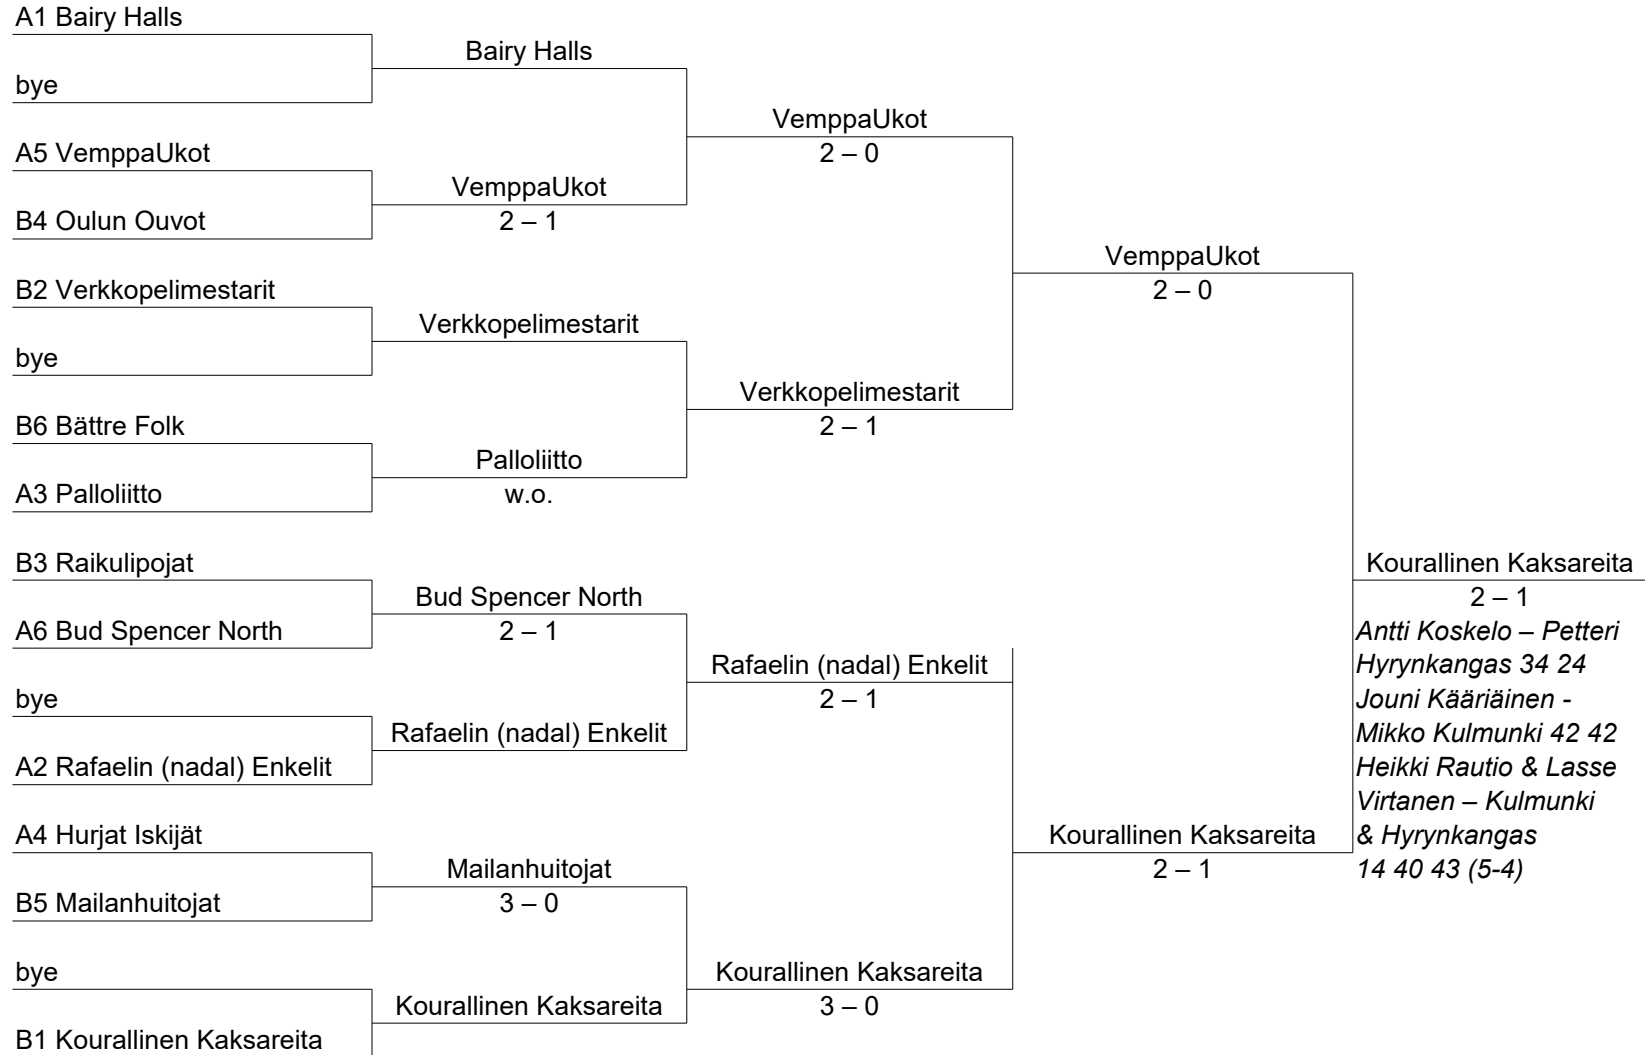 A1 Bairy Halls
Bairy Halls
bye
VemppaUkot
2 – 0
A5 VemppaUkot
VemppaUkot
2 – 1
B4 Oulun Ouvot
VemppaUkot
2 – 0
B2 Verkkopelimestarit
Verkkopelimestarit
bye
Verkkopelimestarit
2 – 1
B6 Bättre Folk
Palloliitto
w.o.
A3 Palloliitto
B3 Raikulipojat
Bud Spencer North
2 – 1
A6 Bud Spencer North
Rafaelin (nadal) Enkelit
2 – 1
bye
Rafaelin (nadal) Enkelit
A2 Rafaelin (nadal) Enkelit
A4 Hurjat Iskijät
Mailanhuitojat
3 – 0
B5 Mailanhuitojat
Kourallinen Kaksareita
2 – 1
bye
Kourallinen Kaksareita
3 – 0
Kourallinen Kaksareita
B1 Kourallinen Kaksareita
Kourallinen Kaksareita
2 – 1
Antti Koskelo – Petteri
Hyrynkangas 34 24
Jouni Kääriäinen -
Mikko Kulmunki 42 42
Heikki Rautio & Lasse
Virtanen – Kulmunki
& Hyrynkangas
14 40 43 (5-4)